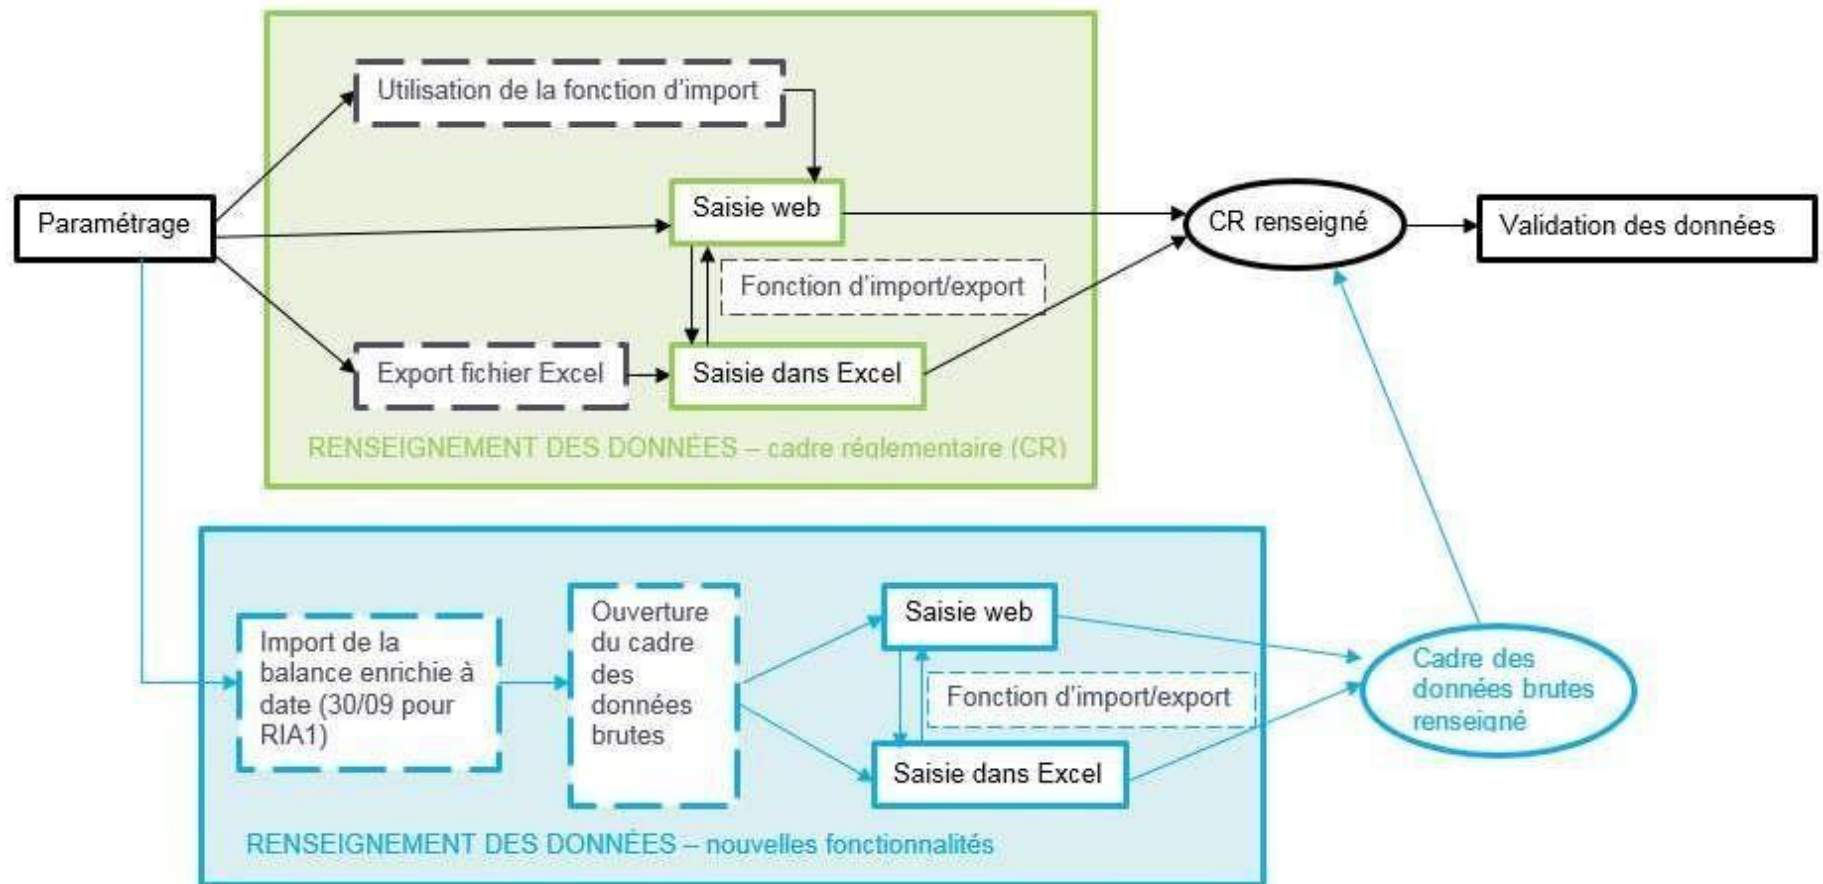 Utilisation de la fonction d'import
Paramétrage
Saisie web
CR renseigné
Validation des données
Fonction d'import/export
Export fichier Excel
Saisie dans Excel
RENSEIGNEMENT DES DONNÉES – cadre réglementaire (CR)
Import de la
balance enrichie à
date (30/09 pour
RIA1)
Ouverture
du cadre
des
données
brutes
Saisie web
Fonction d'import/export
Saisie dans Excel
Cadre des
données brutes
renseigné
RENSEIGNEMENT DES DONNÉES – nouvelles fonctionnalités